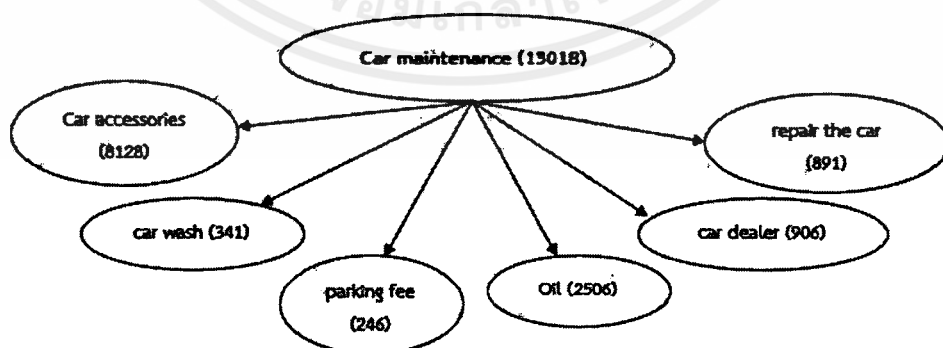 Car maintenance (13018)
Car accessories
(8128)
repair the car
(891)
car wash (341)
car dealer (906)
parking fee
(246)
Oil (2506)